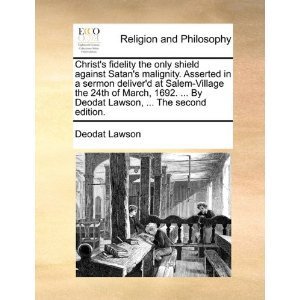 ECCO
Religion and Philosophy
Christ's fidelity the only shield
against Satan's malignity. Asserted in
a sermon deliver'd at Salem-Village
the 24th of March, 1692. ... By
Deodat Lawson, ... The second
edition.
Deodat Lawson